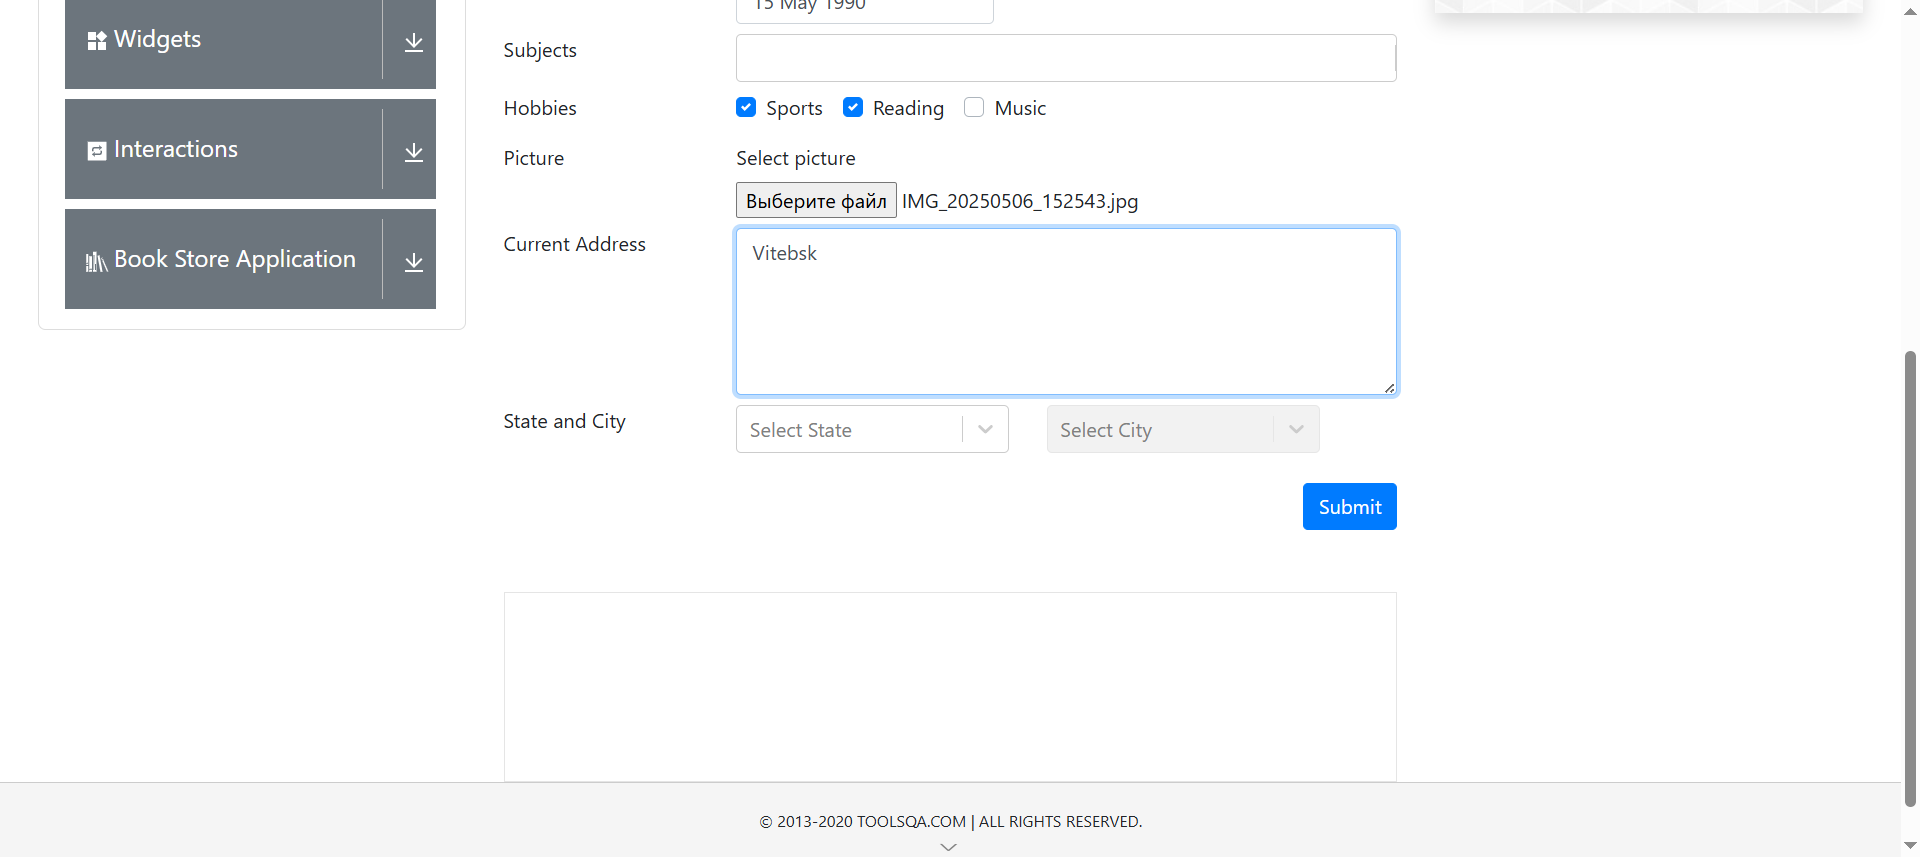 15 May 1990
Widgets
Subjects
Hobbies
Sports
Reading
Music
Interactions
Picture
Select picture
Выберите файл IMG_20250506_152543.jpg
Current Address
Vitebsk
Book Store Application
State and City
Select State
Select City
Submit
© 2013-2020 TOOLSQA.COM | ALL RIGHTS RESERVED.